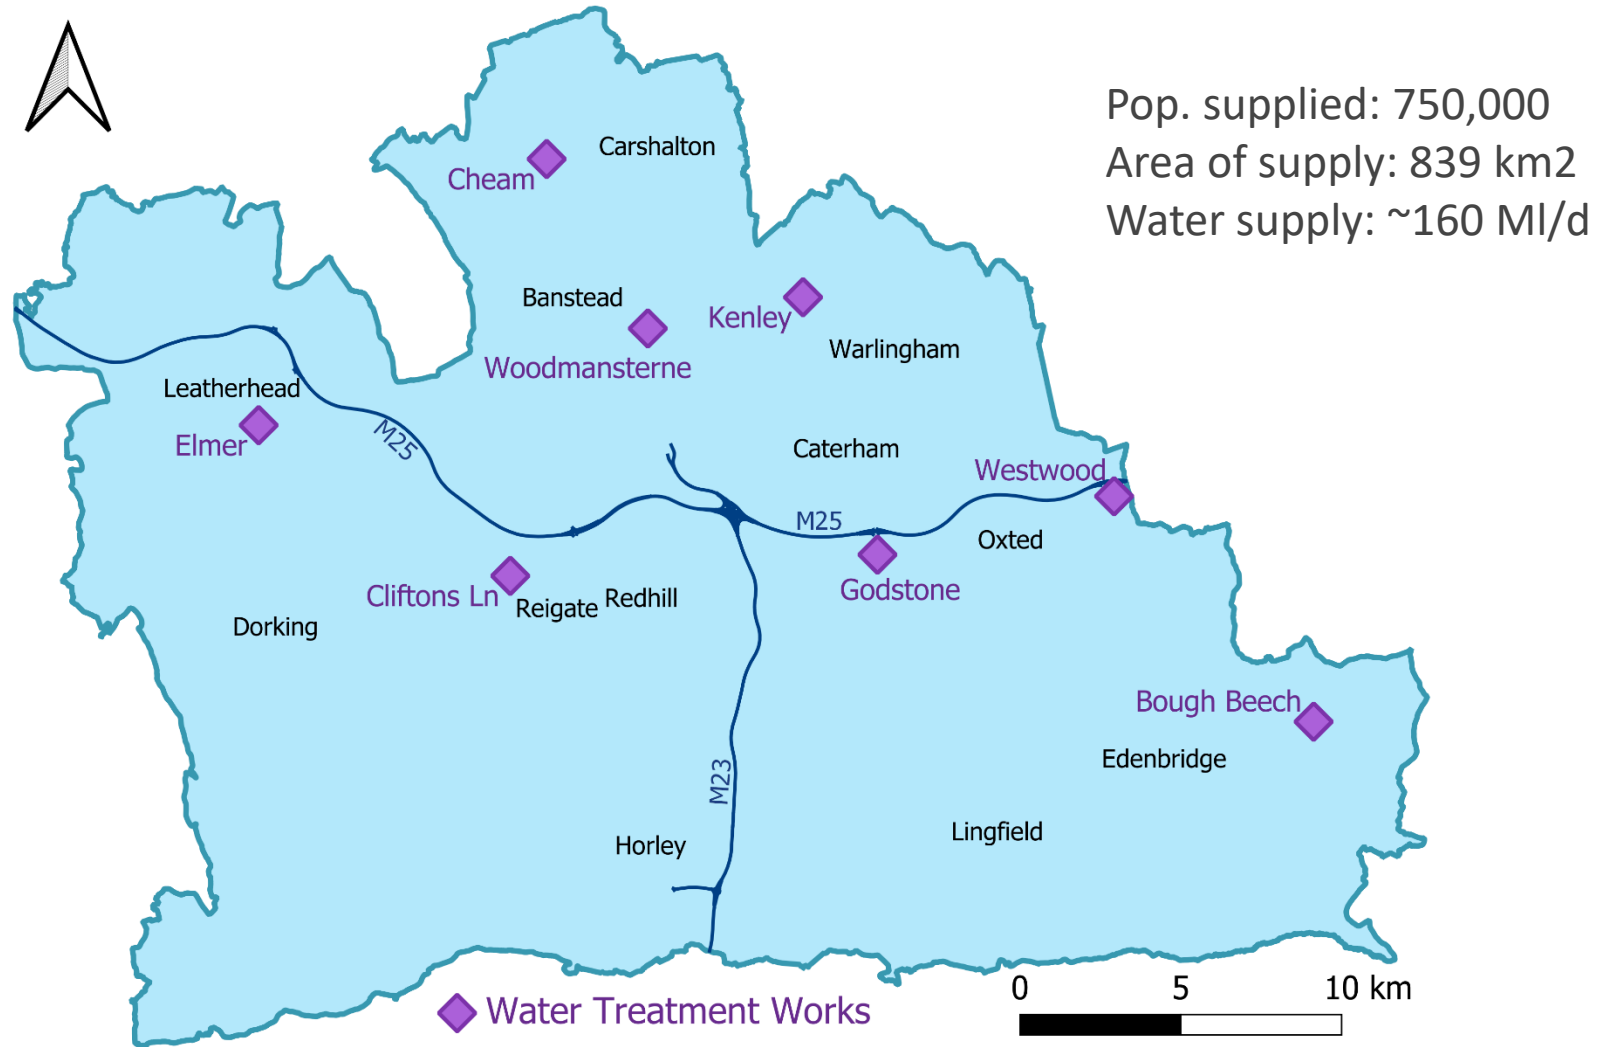 Pop. supplied: 750,000
Area of supply: 839 km2
Water supply: ~160 Ml/d
Carshalton
Cheam
Banstead
Kenley
Woodmansterne
Warlingham
Leatherhead
Elmer
M25
Caterham
Westwood
M25
Oxted
Cliftons Ln
Reigate
Redhill
Godstone
Dorking
Bough Beech
Edenbridge
M23
Horley
Lingfield
0 5 10 km
Water Treatment Works